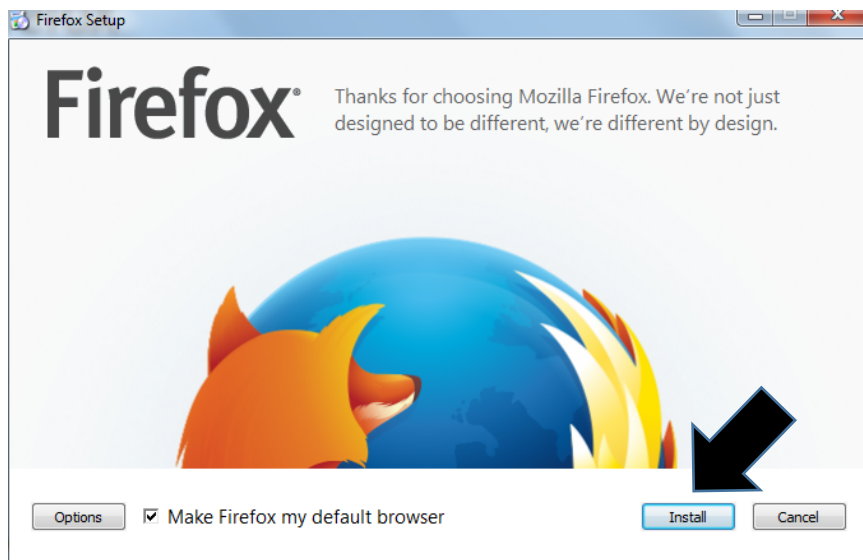 Firefox Setup
Firefox®
Thanks for choosing Mozilla Firefox. We're not just
designed to be different, we're different by design.
Options
Make Firefox my default browser
Install
Cancel